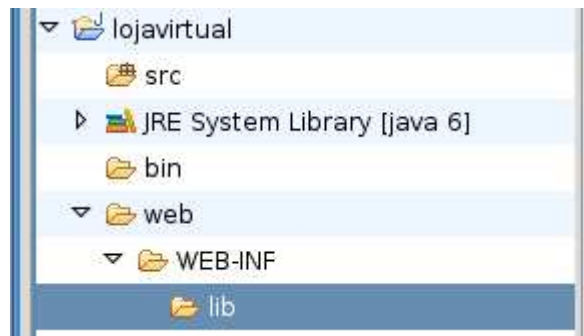 lojavirtual
src
JRE System Library [java 6]
bin
web
WEB-INF
lib